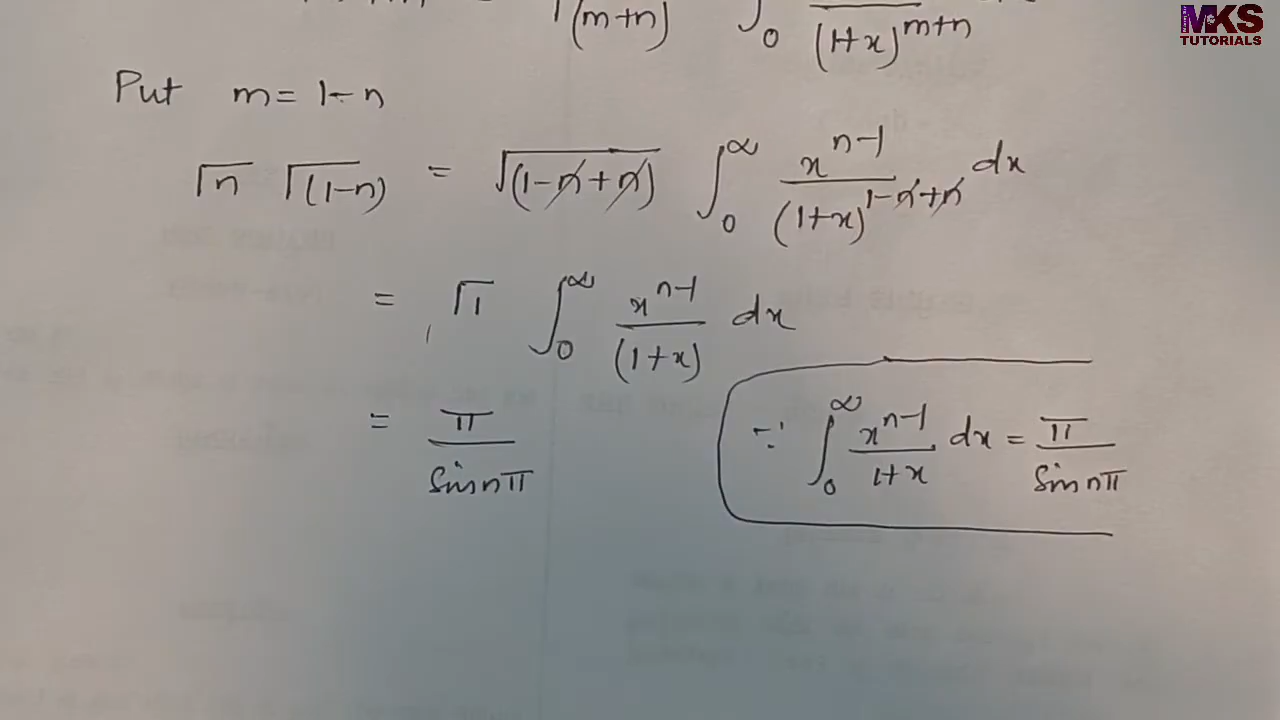 MKS
TUTORIALS
Γ(m+n) ∫₀ (1+x)^{m+n}
Put m = 1-n
Γn Γ(1-n) = Γ(1-n+n) ∫₀^∞ x^{n-1}/(1+x)^{1-n+n} dx
= Γ1 ∫₀^∞ x^{n-1}/(1+x) dx
= π/sin nπ
∵ ∫₀^∞ x^{n-1}/1+x dx = π/sin nπ